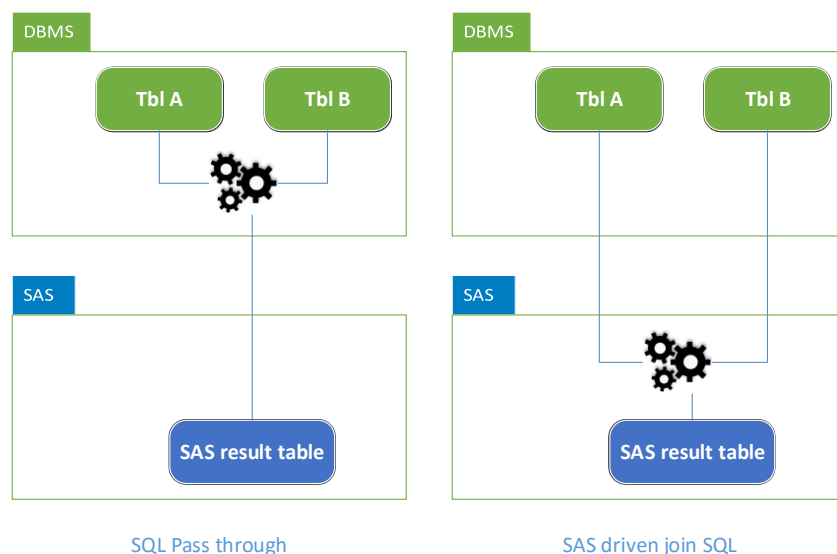 DBMS
Tbl A
Tbl B
SAS
SAS result table
SQL Pass through
DBMS
Tbl A
Tbl B
SAS
SAS result table
SAS driven join SQL